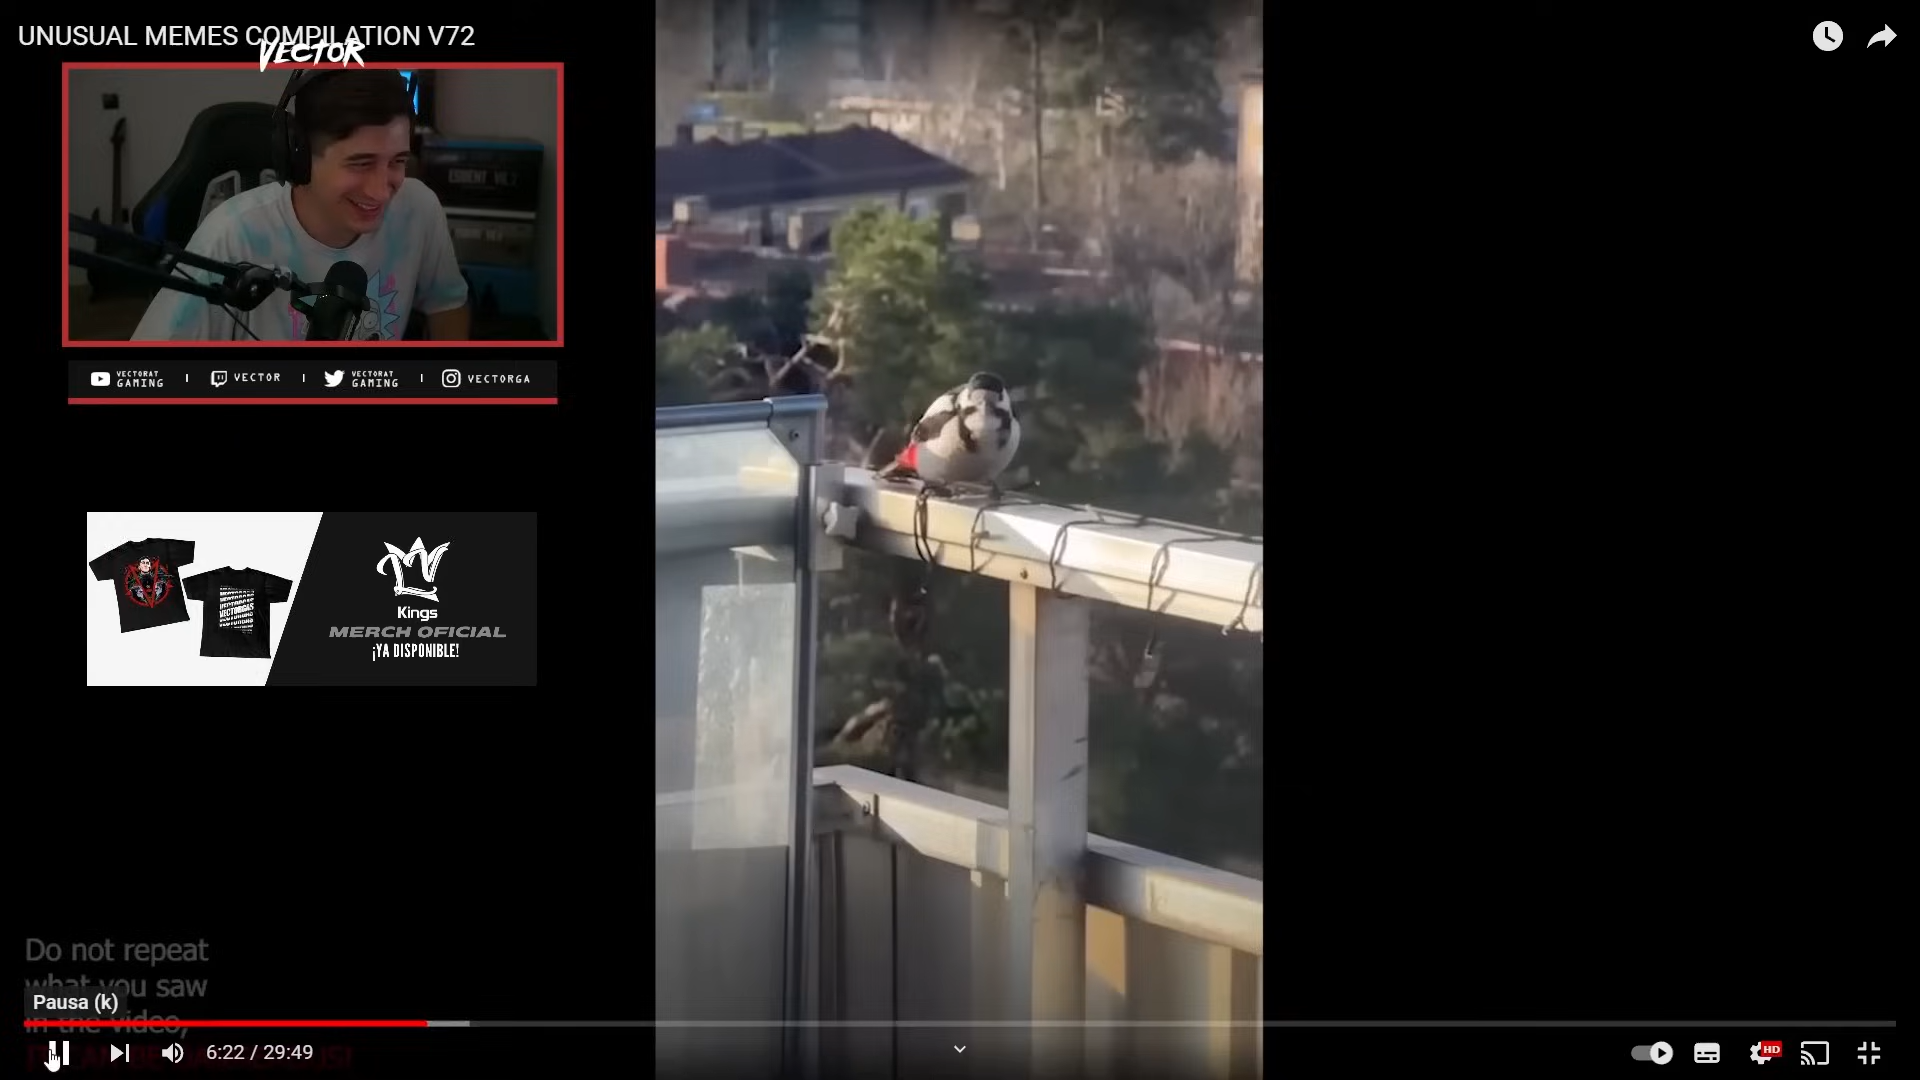 UNUSUAL MEMES COMPILATION V72
VECTOR
VECTORAT
GAMING
VECTOR
VECTORAT
GAMING
VECTORGA
Kings
MERCH OFICIAL
¡YA DISPONIBLE!
Do not repeat
what you saw
in the video,
Pausa (k)
6:22 / 29:49
HD